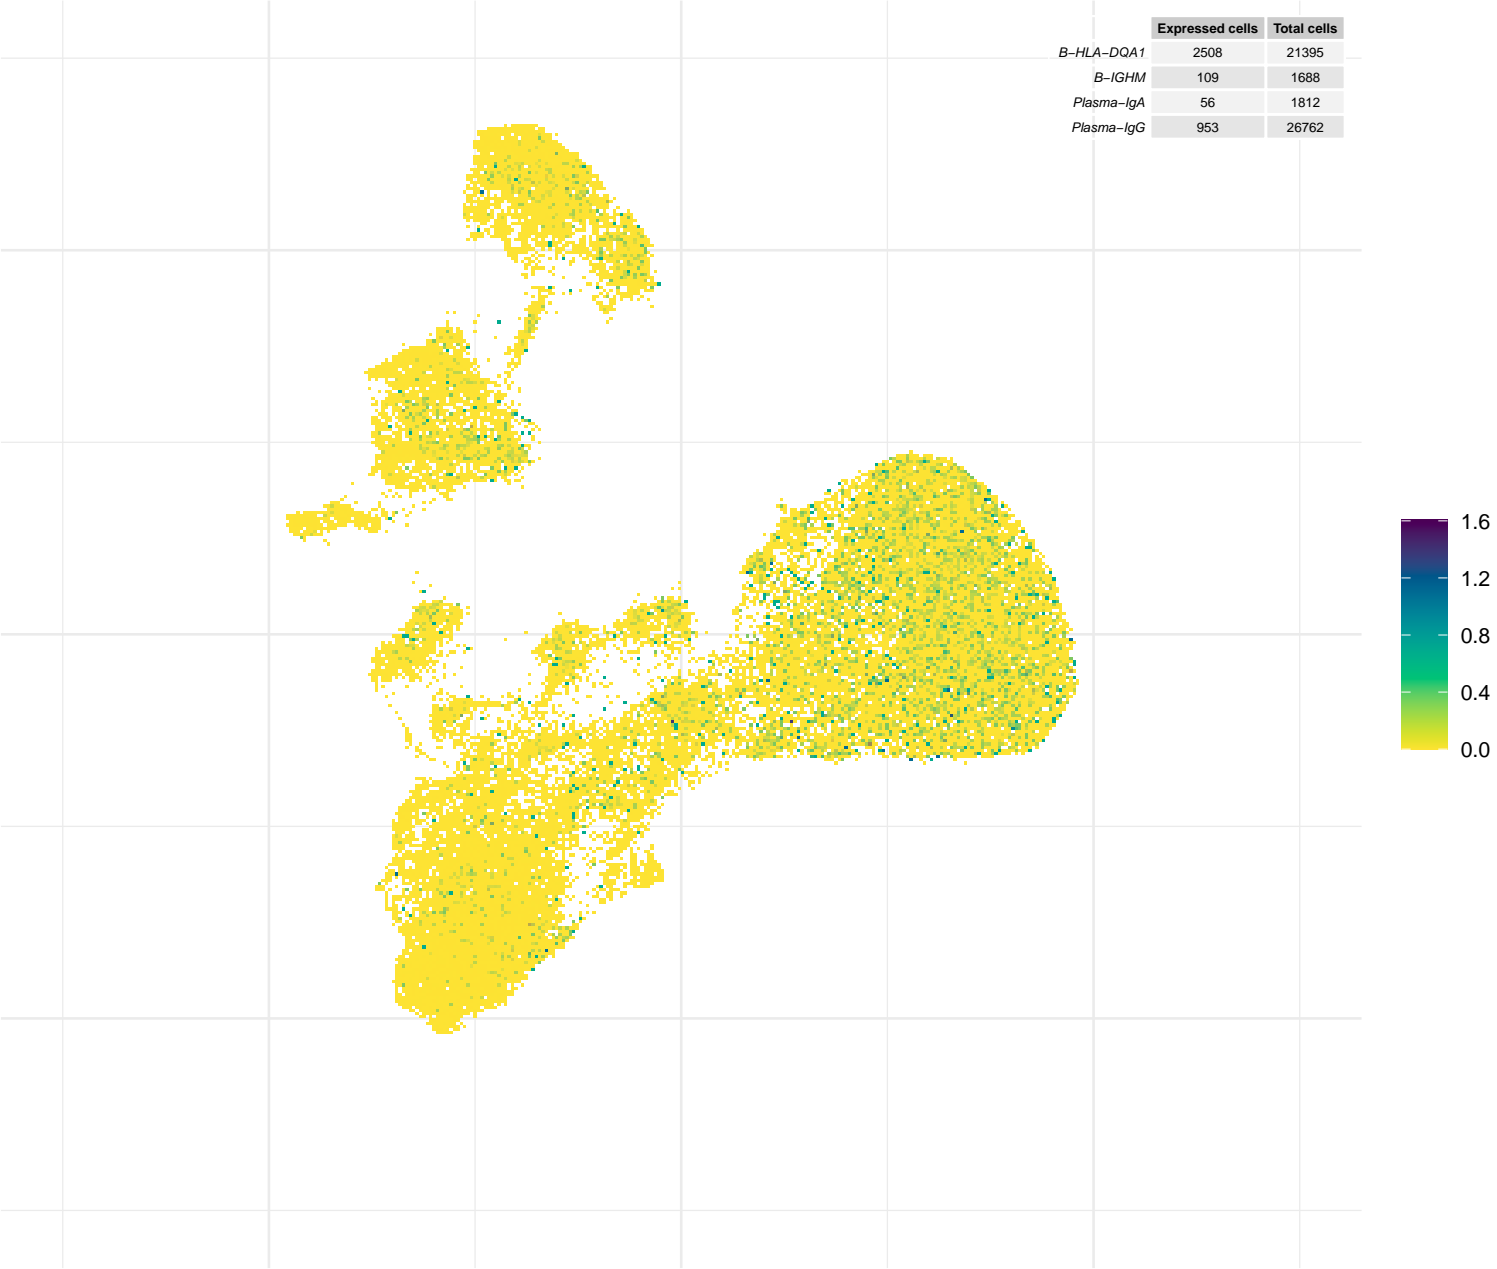 Expressed cells Total cells
B−HLA−DQA1 2508 21395
B−IGHM 109 1688
Plasma−IgA 56 1812
Plasma−IgG 953 26762
1.6
1.2
0.8
0.4
0.0